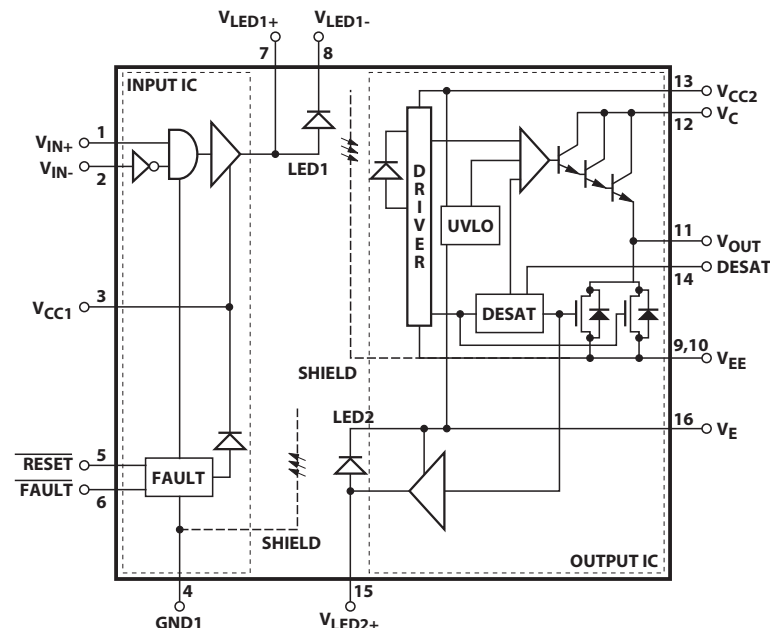 VLED1+
VLED1-
7
8
INPUT IC
13
VCC2
12
VC
1
VIN+
VIN-
2
LED1
DRIVER
UVLO
11
VOUT
DESAT
14
3
VCC1
DESAT
9,10
VEE
SHIELD
LED2
16
VE
5
RESET
FAULT
FAULT
6
SHIELD
OUTPUT IC
4
15
GND1
VLED2+